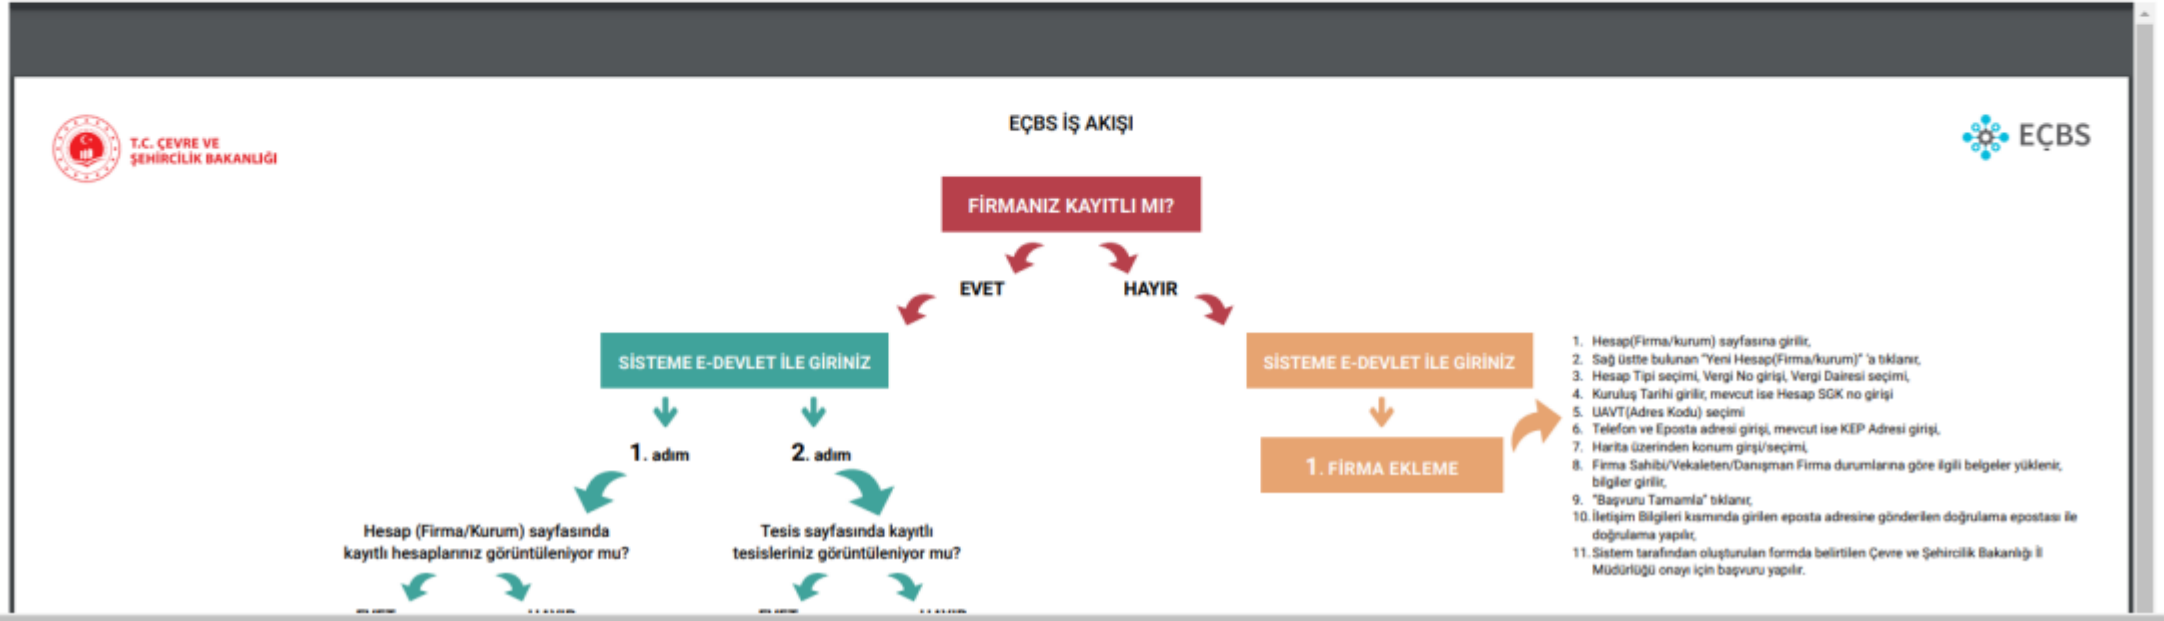 T.C. ÇEVRE VE
ŞEHİRCİLİK BAKANLIĞI
EÇBS İŞ AKIŞI
EÇBS
FİRMANIZ KAYITLI MI?
EVET
HAYIR
SİSTEME E-DEVLET İLE GİRİNİZ
1. adım
2. adım
Hesap (Firma/Kurum) sayfasında
kayıtlı hesaplarınız görüntüleniyor mu?
Tesis sayfasında kayıtlı
tesisleriniz görüntüleniyor mu?
EVET
HAYIR
EVET
HAYIR
SİSTEME E-DEVLET İLE GİRİNİZ
1. FİRMA EKLEME
1. Hesap(Firma/kurum) sayfasına girilir,
2. Sağ üstte bulunan "Yeni Hesap(Firma/kurum)" 'a tıklanır,
3. Hesap Tipi seçimi, Vergi No girişi, Vergi Dairesi seçimi,
4. Kuruluş Tarihi girilir, mevcut ise Hesap SGK no girişi
5. UAVT(Adres Kodu) seçimi
6. Telefon ve Eposta adresi girişi, mevcut ise KEP Adresi girişi,
7. Harita üzerinden konum girşi/seçimi,
8. Firma Sahibi/Vekaleten/Danışman Firma durumlarına göre ilgili belgeler yüklenir,
bilgiler girilir,
9. "Başvuru Tamamla" tıklanır,
10. İletişim Bilgileri kısmında girilen eposta adresine gönderilen doğrulama epostası ile
doğrulama yapılır,
11. Sistem tarafından oluşturulan formda belirtilen Çevre ve Şehircilik Bakanlığı İl
Müdürlüğü onayı için başvuru yapılır.